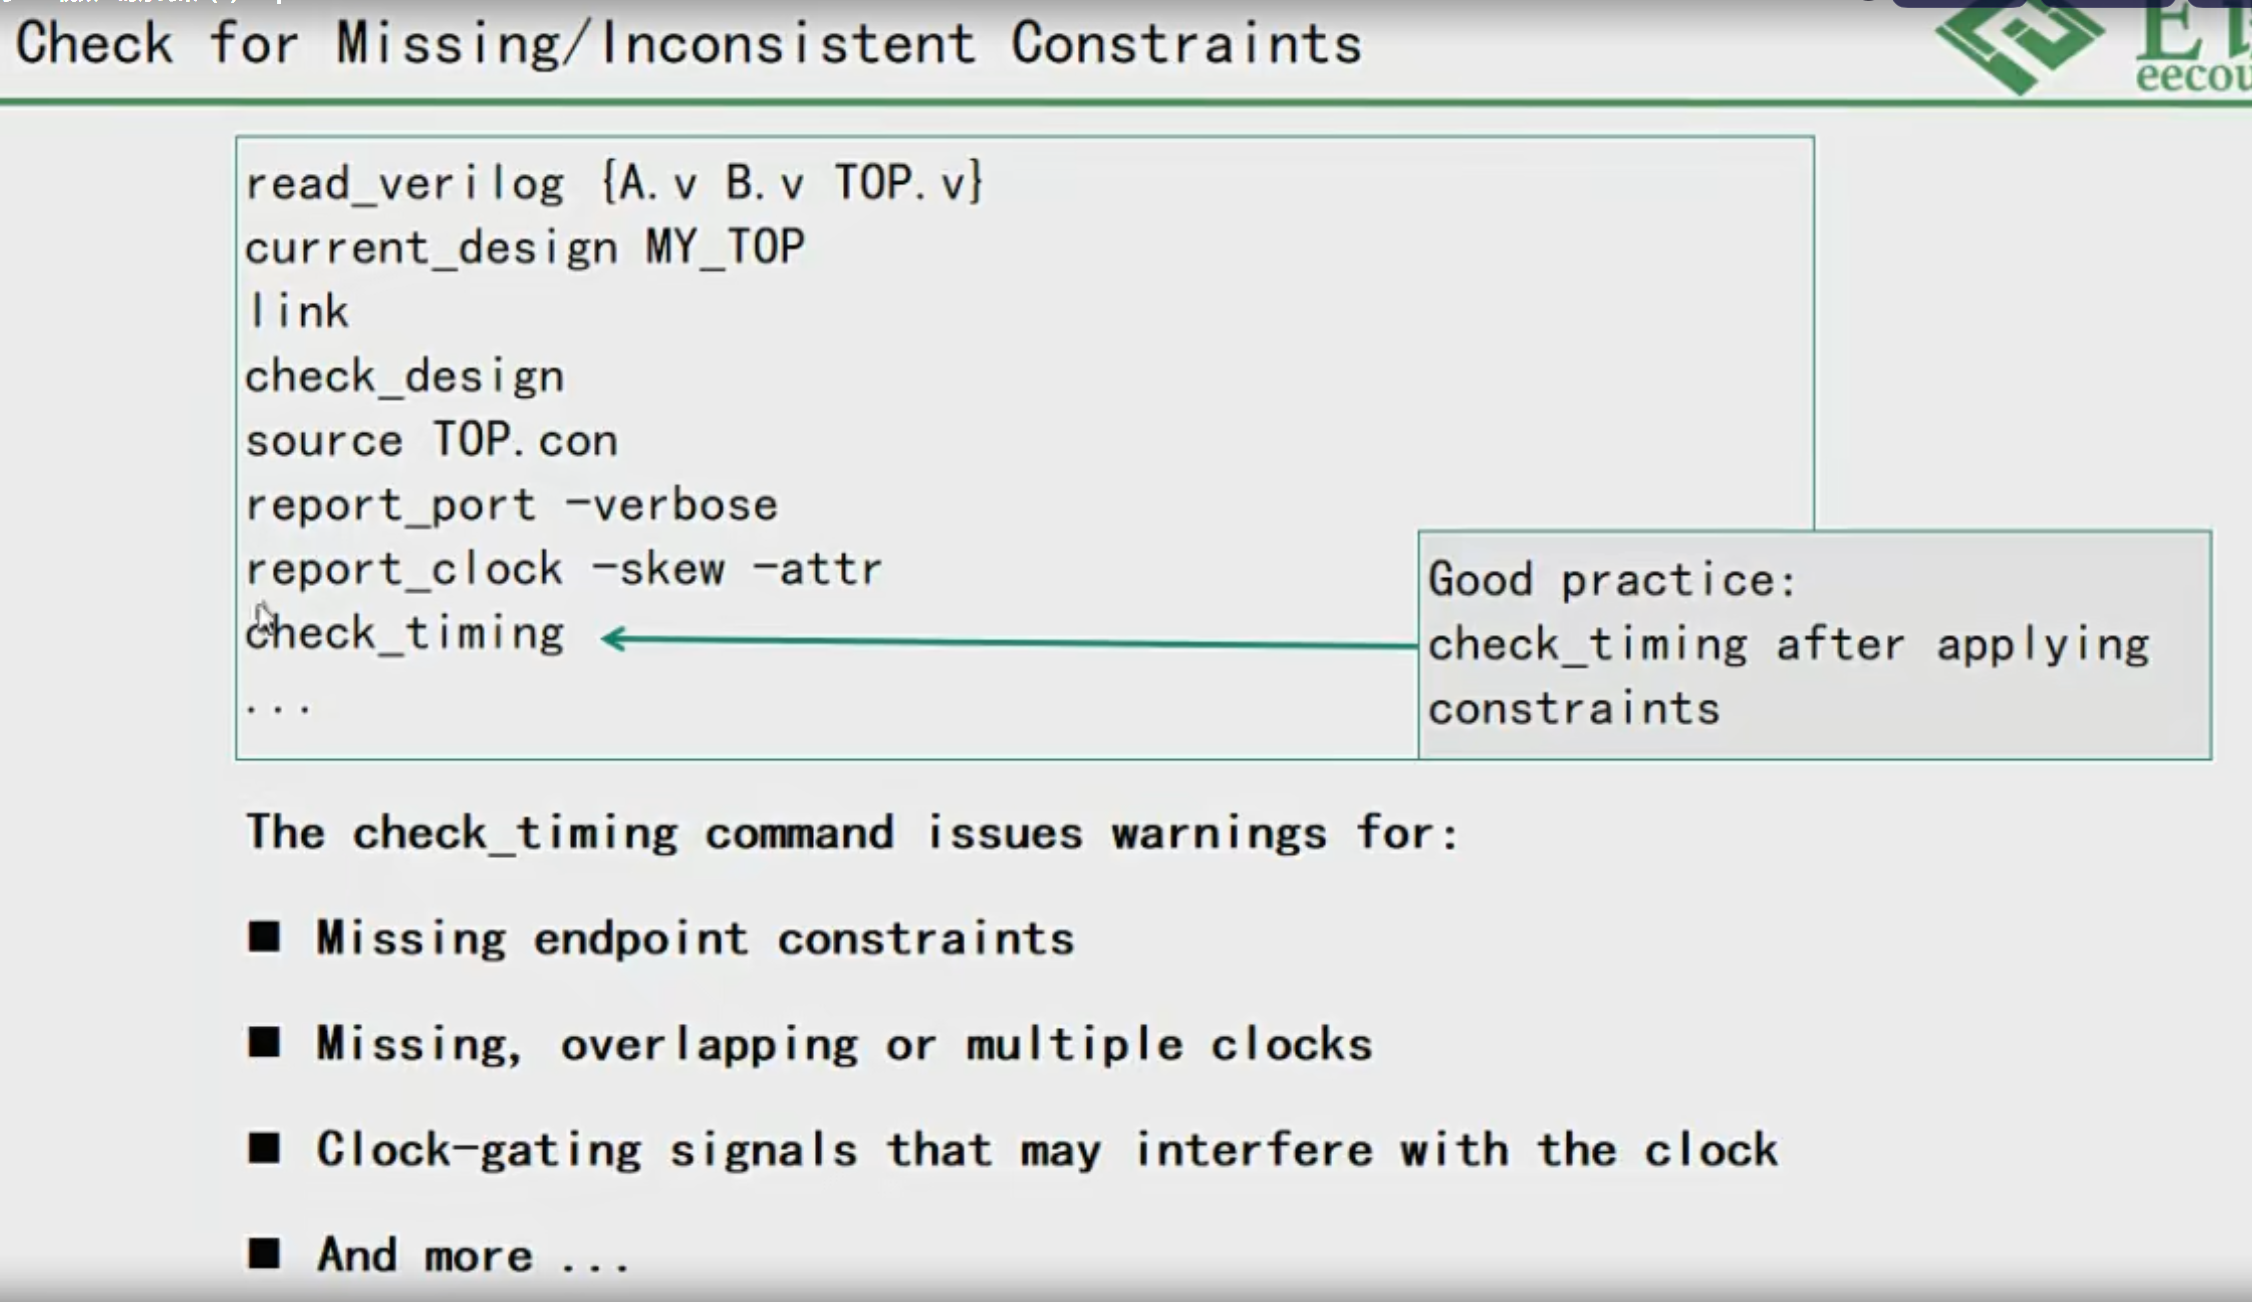 Check for Missing/Inconsistent Constraints
eecou
read_verilog {A.v B.v TOP.v}
current_design MY_TOP
link
check_design
source TOP.con
report_port -verbose
report_clock -skew -attr
check_timing
...
Good practice:
check_timing after applying
constraints
The check_timing command issues warnings for:
■ Missing endpoint constraints
■ Missing, overlapping or multiple clocks
■ Clock-gating signals that may interfere with the clock
■ And more ...